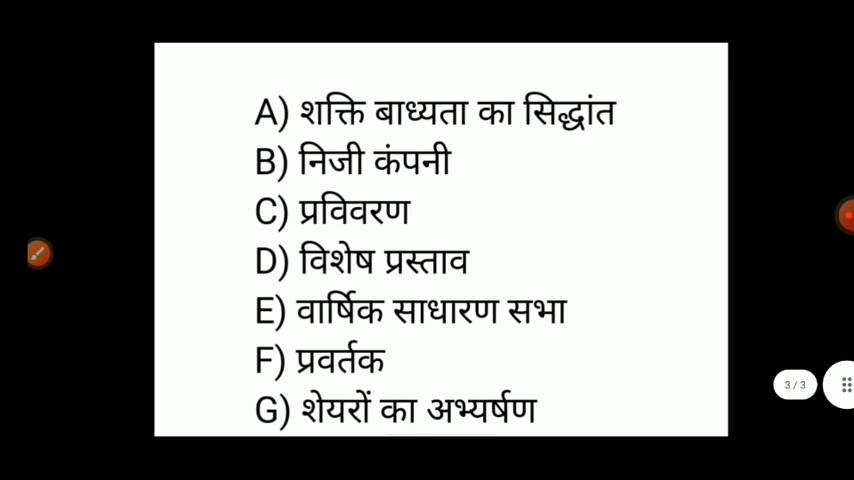 A) शक्ति बाध्यता का सिद्धांत
B) निजी कंपनी
C) प्रविवरण
D) विशेष प्रस्ताव
E) वार्षिक साधारण सभा
F) प्रवर्तक
G) शेयरों का अभ्यर्षण
3 / 3